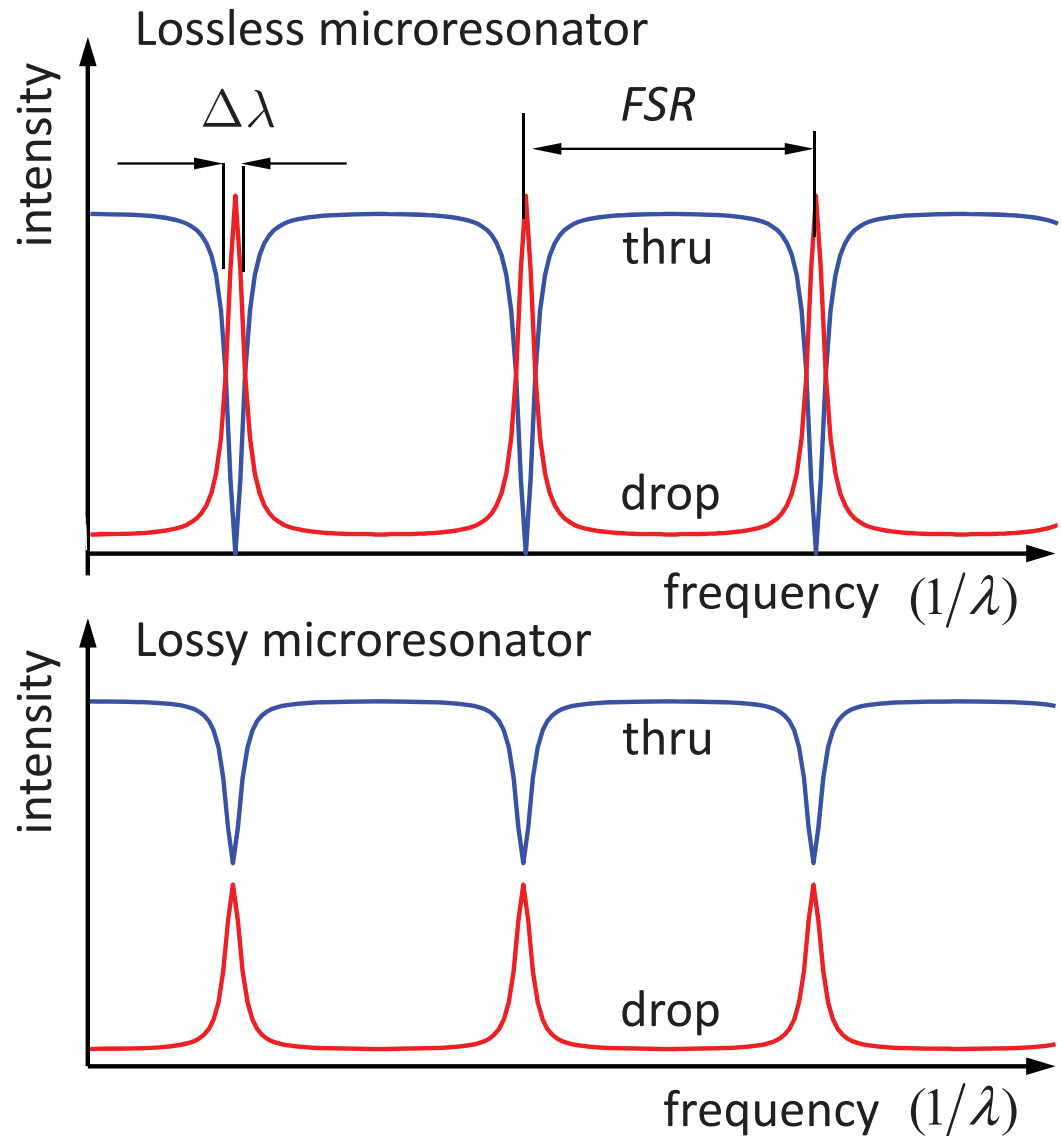 Lossless microresonator
intensity
Δλ
FSR
thru
drop
frequency (1/λ)
Lossy microresonator
intensity
thru
drop
frequency (1/λ)